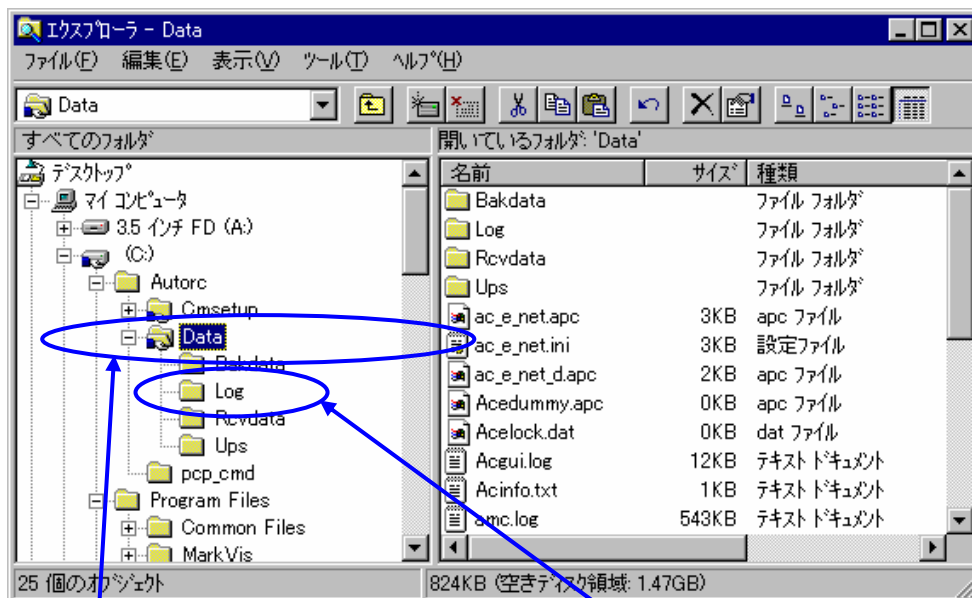 エクスプローラ - Data
ファイル(F) 編集(E) 表示(V) ツール(T) ヘルプ(H)
Data
すべてのフォルダ
開いているフォルダ: 'Data'
デスクトップ
マイ コンピュータ
3.5 インチ FD (A:)
(C:)
Autorc
Cmsetup
Data
Bakdata
Log
Rcvdata
Ups
pcp_cmd
Program Files
Common Files
MarkVis
名前 サイズ 種類
Bakdata ファイル フォルダ
Log ファイル フォルダ
Rcvdata ファイル フォルダ
Ups ファイル フォルダ
ac_e_net.apc 3KB apc ファイル
ac_e_net.ini 3KB 設定ファイル
ac_e_net_d.apc 2KB apc ファイル
Acedummy.apc 0KB apc ファイル
Acelock.dat 0KB dat ファイル
Acgui.log 12KB テキスト ドキュメント
Acinfo.txt 1KB テキスト ドキュメント
amc.log 543KB テキスト ドキュメント
25 個のオブジェクト
824KB (空きディスク領域: 1.47GB)